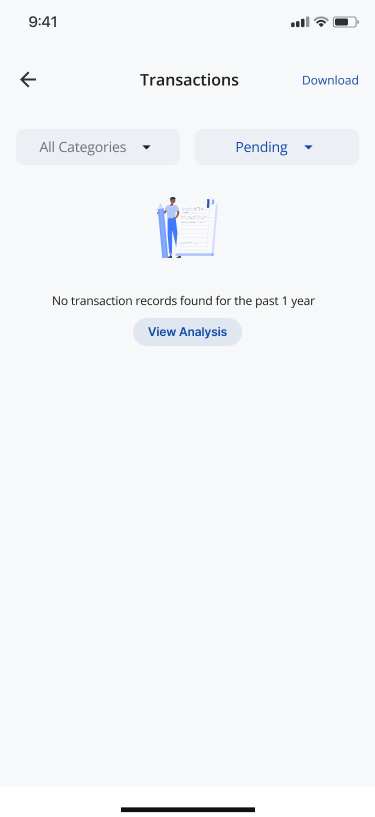 9:41
Transactions
Download
All Categories
Pending
No transaction records found for the past 1 year
View Analysis